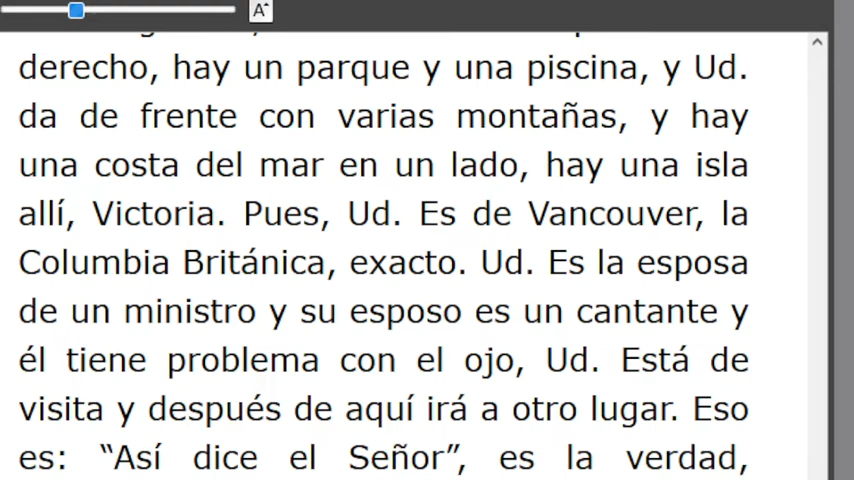 A
derecho, hay un parque y una piscina, y Ud.
da de frente con varias montañas, y hay
una costa del mar en un lado, hay una isla
allí, Victoria. Pues, Ud. Es de Vancouver, la
Columbia Británica, exacto. Ud. Es la esposa
de un ministro y su esposo es un cantante y
él tiene problema con el ojo, Ud. Está de
visita y después de aquí irá a otro lugar. Eso
es: “Así dice el Señor”, es la verdad,